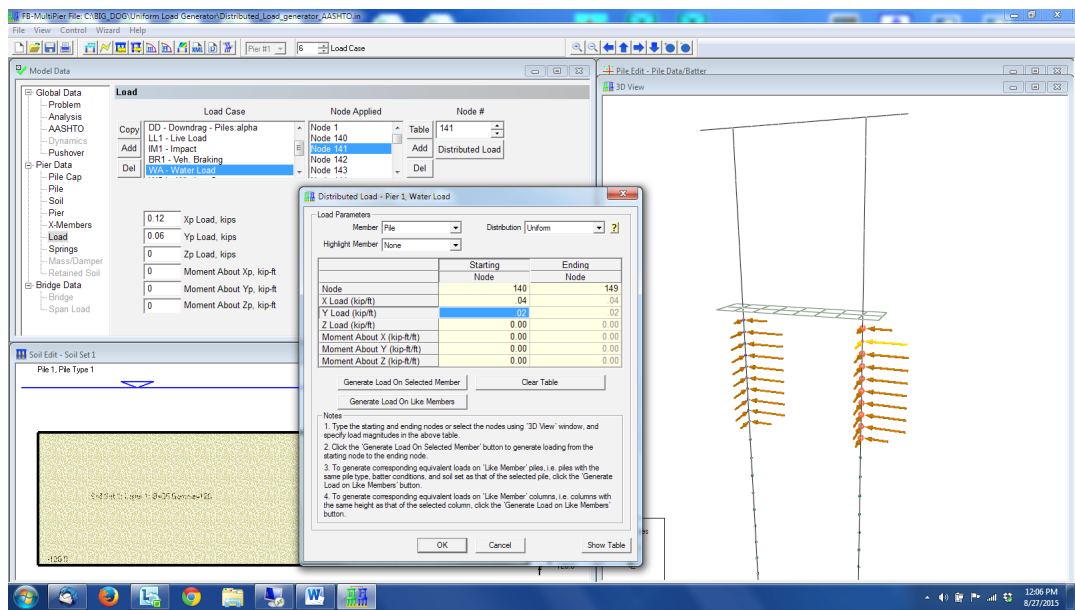 FB-MultiPier File: C:\BIG_DOG\Uniform Load Generator\Distributed_Load_generator_AASHTO.in
File View Control Wizard Help
Pier #1 6 Load Case
Model Data
Global Data
Problem
Analysis
AASHTO
Dynamics
Pushover
Pier Data
Pile Cap
Pile
Soil
Pier
X-Members
Load
Springs
Mass/Damper
Retained Soil
Bridge Data
Bridge
Span Load
Load
Load Case Node Applied Node #
Copy DD - Downdrag - Piles:alpha Node 1 Table 141
LL1 - Live Load Node 140
Add IM1 - Impact Node 141 Add Distributed Load
BR1 - Veh. Braking Node 142
Del WA - Water Load Node 143 Del
0.12 Xp Load, kips
0.06 Yp Load, kips
0 Zp Load, kips
0 Moment About Xp, kip-ft
0 Moment About Yp, kip-ft
0 Moment About Zp, kip-ft
Soil Edit - Soil Set 1
Pile 1, Pile Type 1
Pile Edit - Pile Data/Batter
3D View
Distributed Load - Pier 1, Water Load
Load Parameters
Member Pile Distribution Uniform ?
Highlight Member None
Starting Ending
Node Node
Node 140 149
X Load (kip/ft) .04 .04
Y Load (kip/ft) .02 .02
Z Load (kip/ft) 0.00 0.00
Moment About X (kip-ft/ft) 0.00 0.00
Moment About Y (kip-ft/ft) 0.00 0.00
Moment About Z (kip-ft/ft) 0.00 0.00
Generate Load On Selected Member Clear Table
Generate Load On Like Members
Notes
1. Type the starting and ending nodes or select the nodes using '3D View' window, and
specify load magnitudes in the above table.
2. Click the 'Generate Load On Selected Member' button to generate loading from the
starting node to the ending node.
3. To generate corresponding equivalent loads on 'Like Member' piles, i.e. piles with the
same pile type, batter conditions, and soil set as that of the selected pile, click the 'Generate
Load on Like Members' button.
4. To generate corresponding equivalent loads on 'Like Member' columns, i.e. columns with
the same height as that of the selected column, click the 'Generate Load on Like Members'
button.
OK Cancel Show Table
12:06 PM
8/27/2015